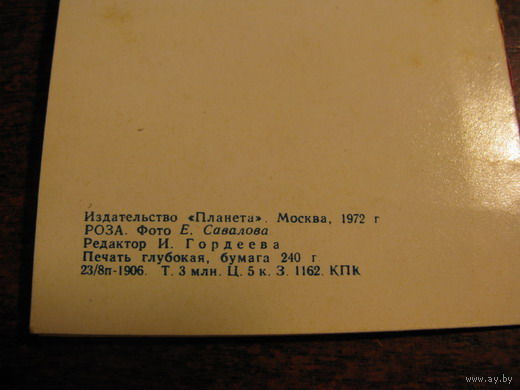 Издательство «Планета». Москва, 1972 г
РОЗА. Фото Е. Савалова
Редактор И. Гордеева
Печать глубокая, бумага 240 г
23/8п-1906. Т. 3 млн. Ц. 5 к. З. 1162. КПК
www.ay.by